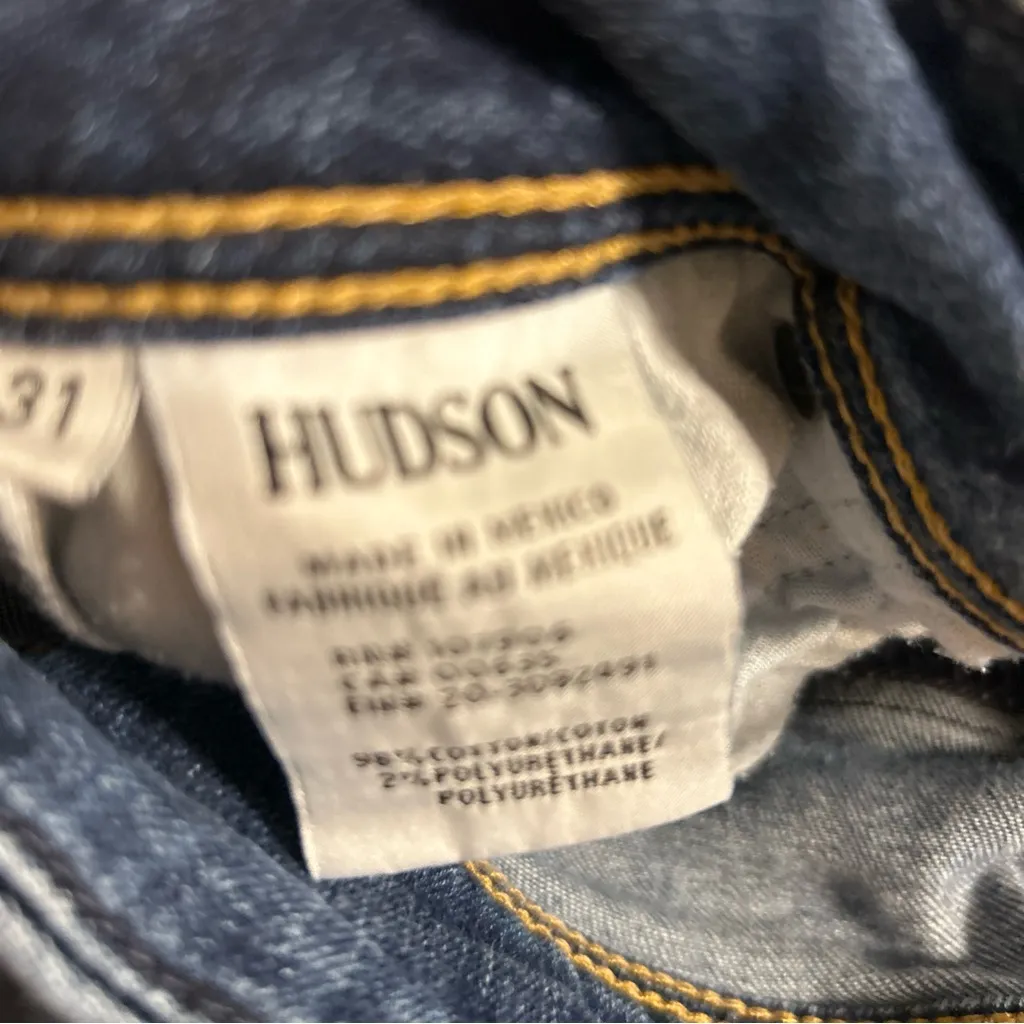 31
HUDSON
MADE IN MEXICO
FABRIQUE AU MEXIQUE
RN#
CA# 00635
EIN# 20-3092491
98% COTTON/COTON
2% POLYURETHANE/
POLYURÉTHANE